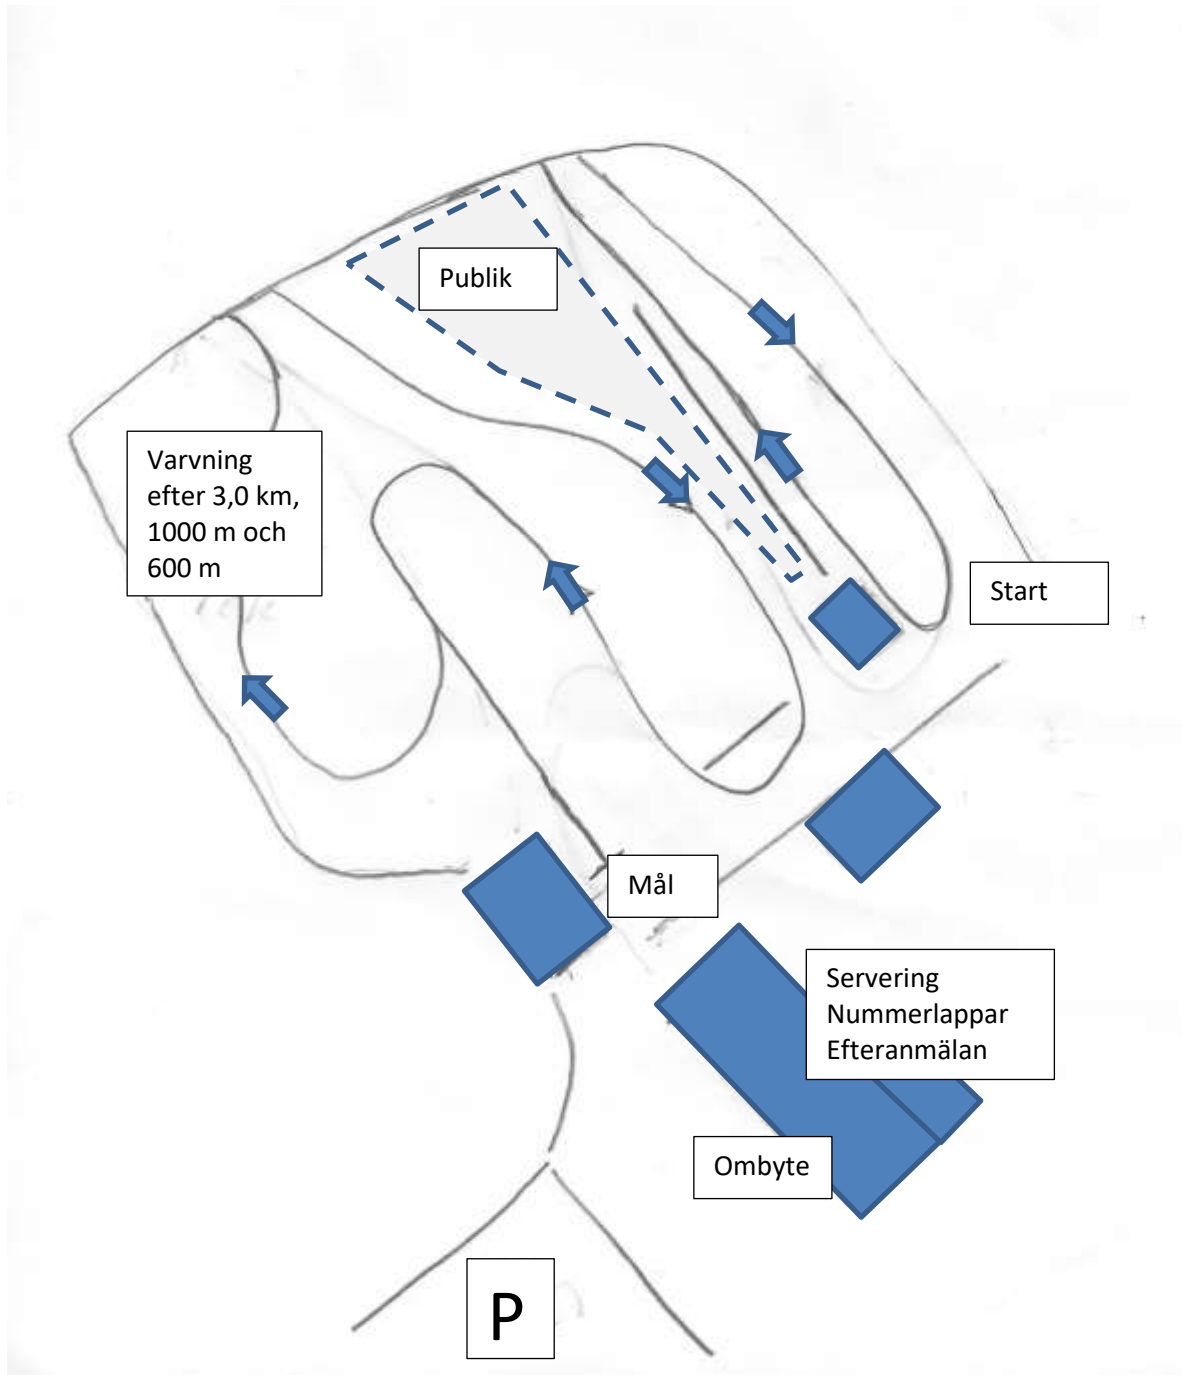 Publik
Varvning
efter 3,0 km,
1000 m och
600 m
Start
Mål
Servering
Nummerlappar
Efteranmälan
Ombyte
P